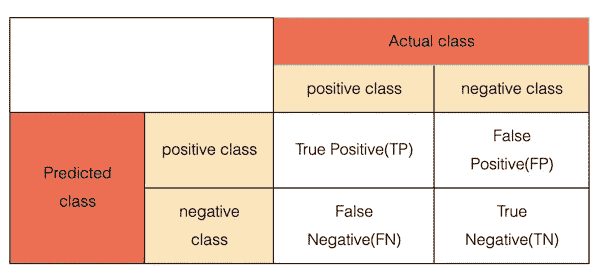 Actual class
positive class
negative class
Predicted
class
positive class
True Positive(TP)
False
Positive(FP)
negative
class
False
Negative(FN)
True
Negative(TN)